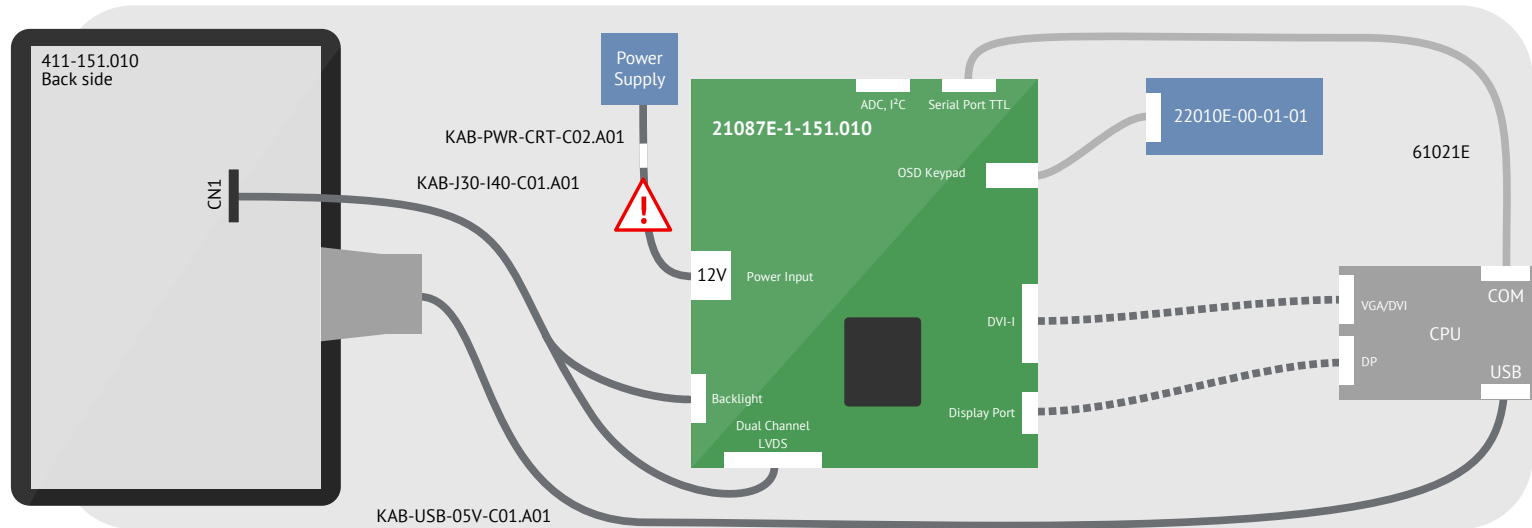 411-151.010
Back side
CN1
Power
Supply
KAB-PWR-CRT-C02.A01
KAB-J30-I40-C01.A01
!
12V
Power Input
21087E-1-151.010
ADC, I²C
Serial Port TTL
OSD Keypad
22010E-00-01-01
61021E
DVI-I
Display Port
Backlight
Dual Channel
LVDS
VGA/DVI
DP
CPU
COM
USB
KAB-USB-05V-C01.A01